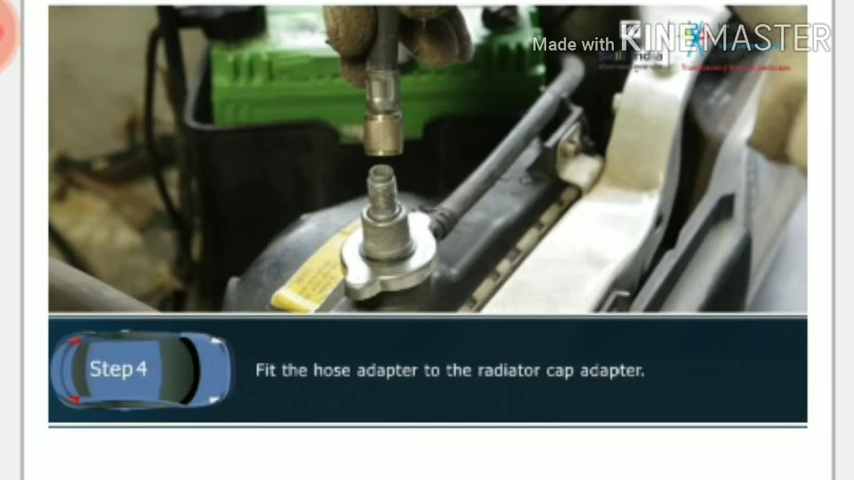 Made with KINEMASTER
Step 4
Fit the hose adapter to the radiator cap adapter.